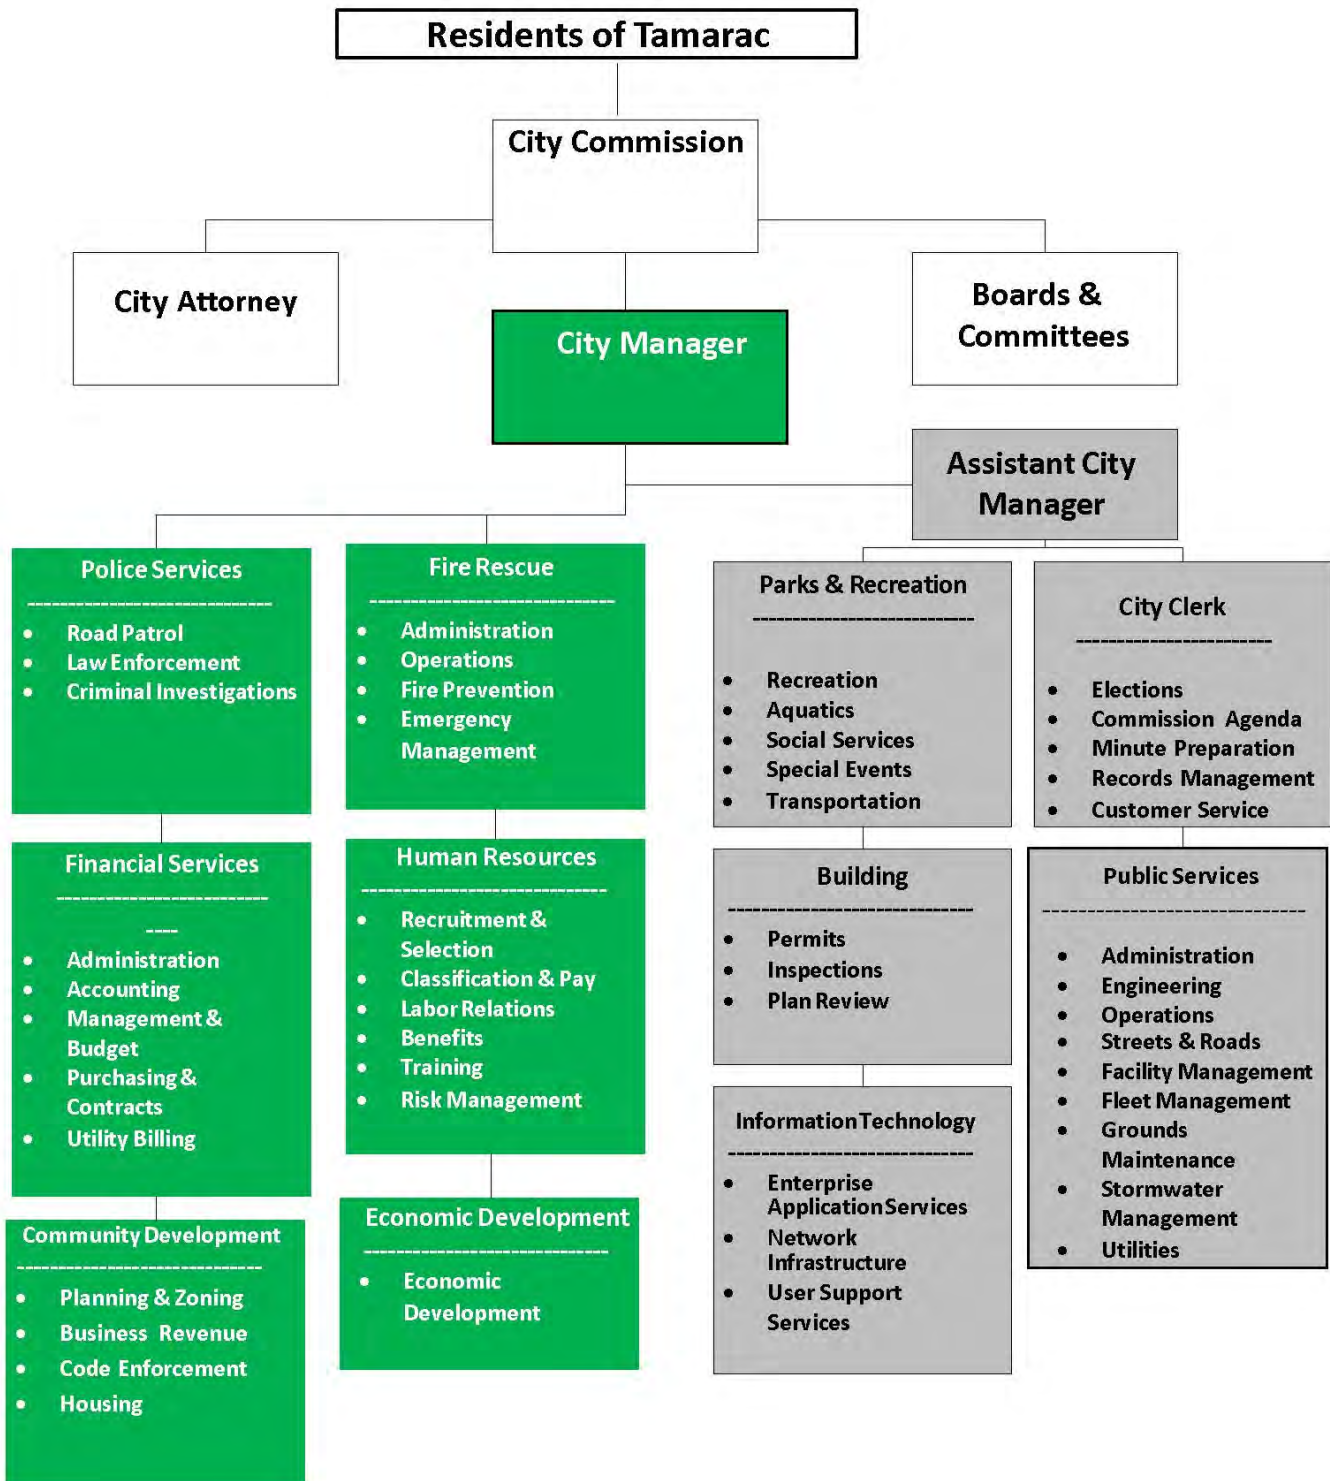 Residents of Tamarac
City Commission
City Attorney
City Manager
Boards &
Committees
Assistant City
Manager
Police Services
------------------------------
• Road Patrol
• Law Enforcement
• Criminal Investigations
Fire Rescue
------------------------------
• Administration
• Operations
• Fire Prevention
• Emergency
Management
Parks & Recreation
---------------------------
• Recreation
• Aquatics
• Social Services
• Special Events
• Transportation
City Clerk
------------------------
• Elections
• Commission Agenda
• Minute Preparation
• Records Management
• Customer Service
Financial Services
--------------------------
----
• Administration
• Accounting
• Management &
Budget
• Purchasing &
Contracts
• Utility Billing
Human Resources
------------------------------
• Recruitment &
Selection
• Classification & Pay
• Labor Relations
• Benefits
• Training
• Risk Management
Building
------------------------------
• Permits
• Inspections
• Plan Review
Public Services
------------------------------
• Administration
• Engineering
• Operations
• Streets & Roads
• Facility Management
• Fleet Management
• Grounds
Maintenance
• Stormwater
Management
• Utilities
Community Development
------------------------------
• Planning & Zoning
• Business Revenue
• Code Enforcement
• Housing
Economic Development
------------------------------
• Economic
Development
Information Technology
------------------------------
• Enterprise
Application Services
• Network
Infrastructure
• User Support
Services